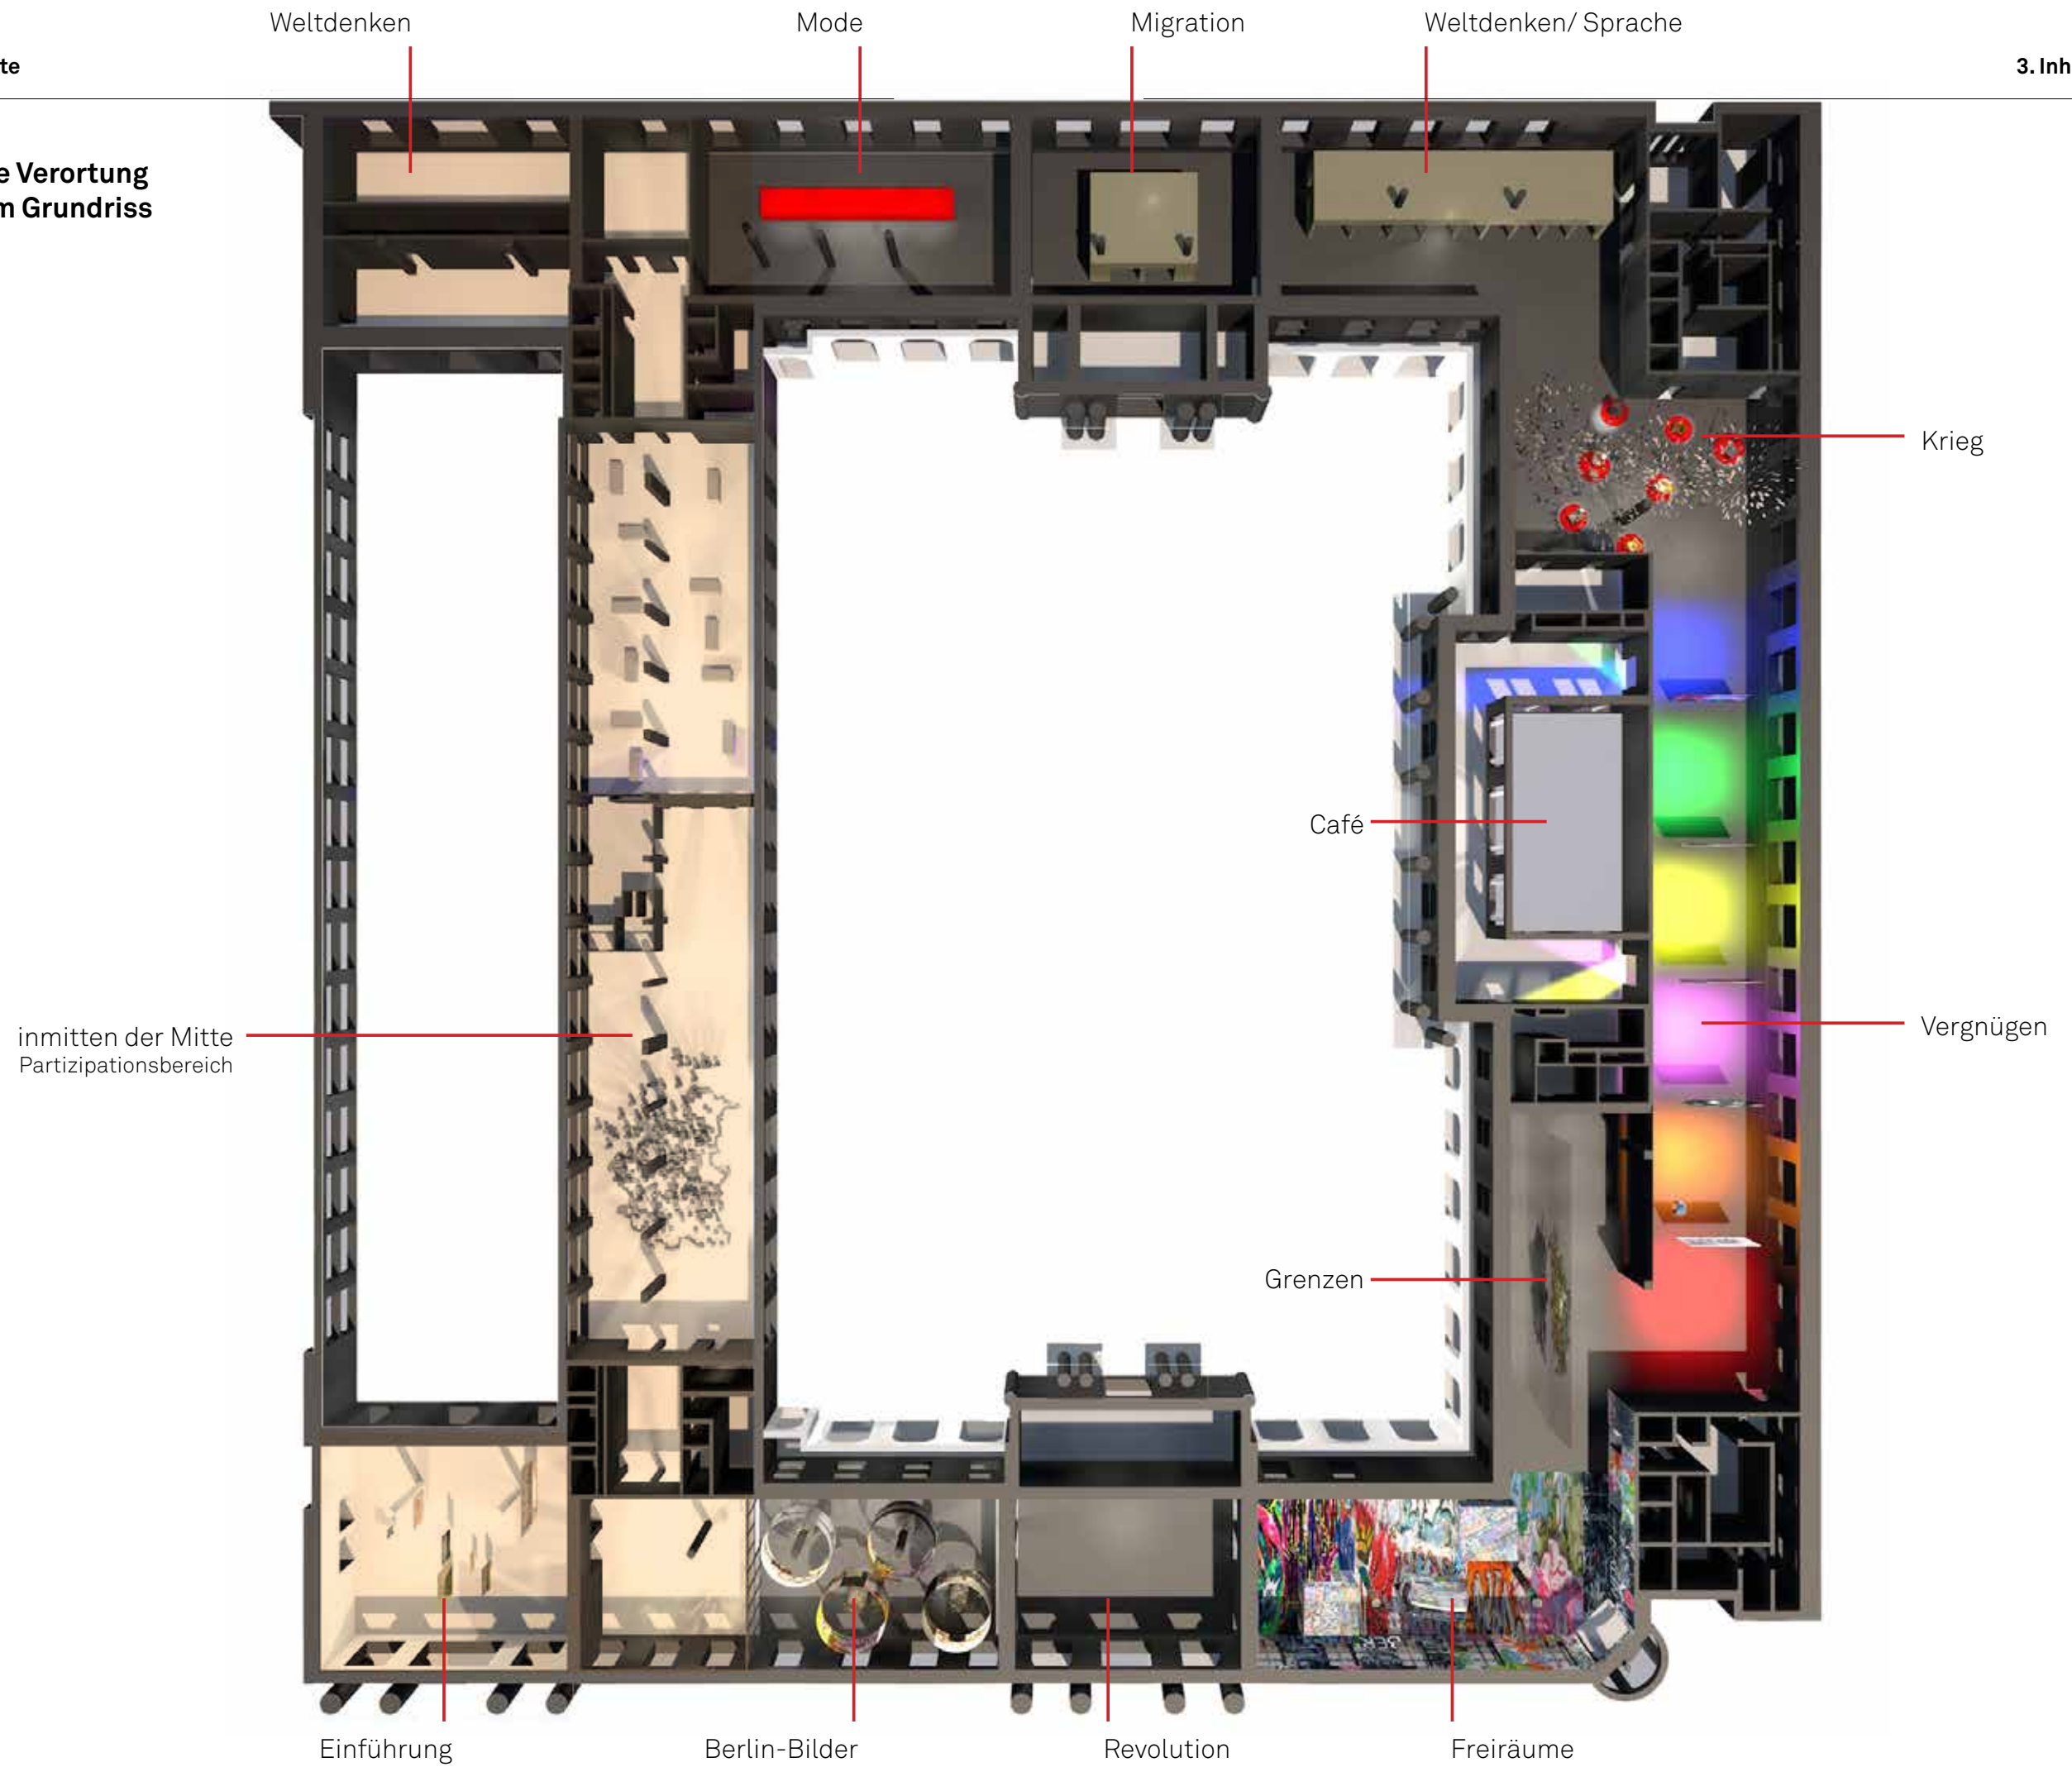 Weltdenken
Mode
Migration
Weltdenken/ Sprache
te
3. Inh
e Verortung
m Grundriss
Krieg
Café
inmitten der Mitte
Partizipationsbereich
Vergnügen
Grenzen
Einführung
Berlin-Bilder
Revolution
Freiräume